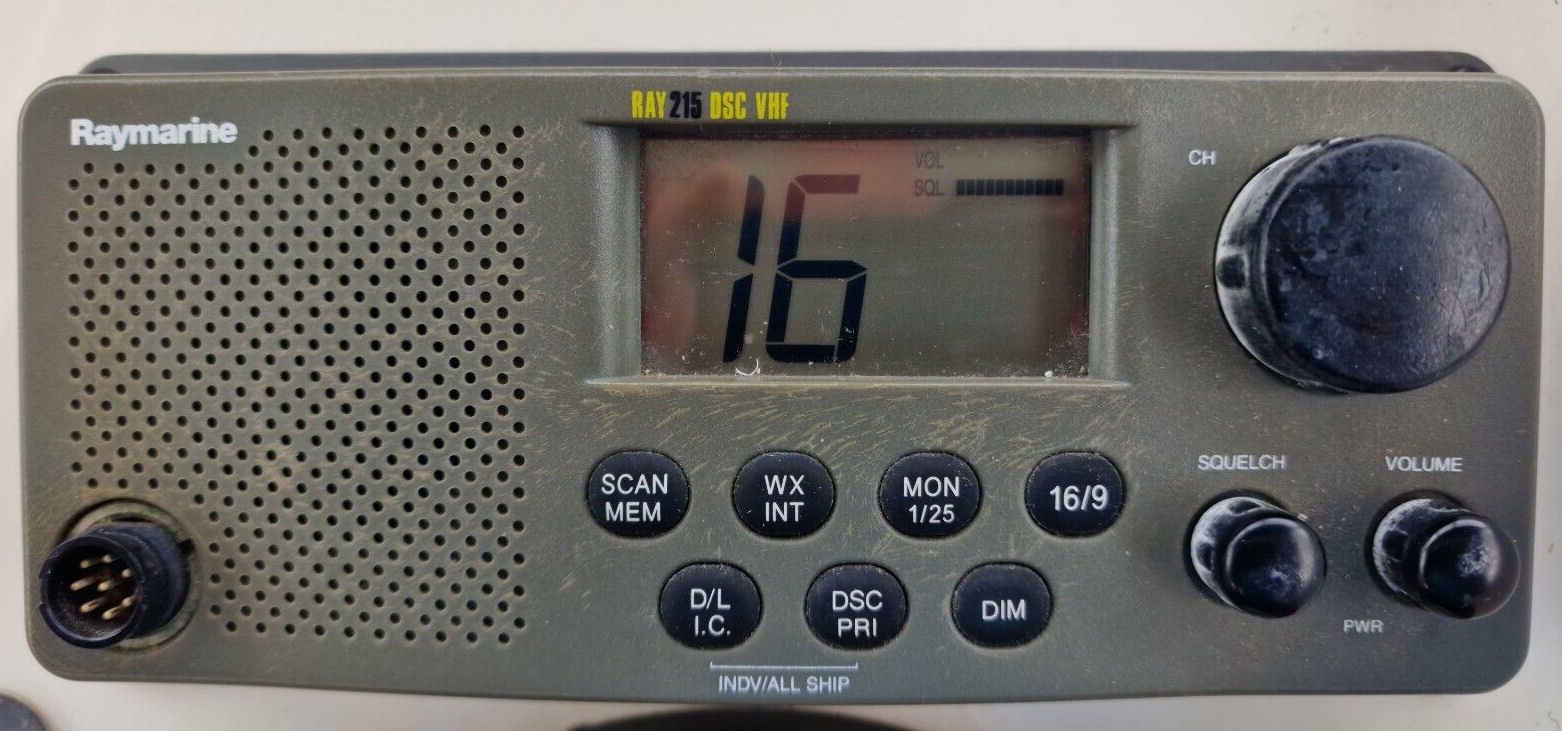 RAY215 DSC VHF
Raymarine
VOL
SQL
16
CH
SQUELCH
VOLUME
SCAN
MEM
WX
INT
MON
1/25
16/9
D/L
I.C.
DSC
PRI
DIM
PWR
INDV/ALL SHIP